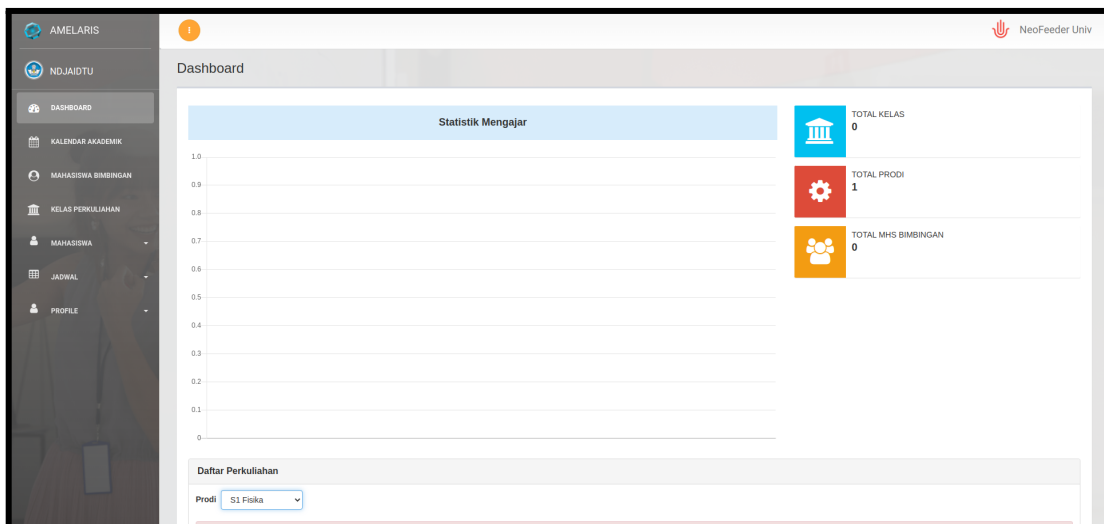 AMELARIS
NeoFeeder Univ
NDJAIDTU
Dashboard
DASHBOARD
KALENDAR AKADEMIK
MAHASISWA BIMBINGAN
KELAS PERKULIAHAN
MAHASISWA
JADWAL
PROFILE
Statistik Mengajar
1.0
0.9
0.8
0.7
0.6
0.5
0.4
0.3
0.2
0.1
0
TOTAL KELAS
0
TOTAL PRODI
1
TOTAL MHS BIMBINGAN
0
Daftar Perkuliahan
Prodi S1 Fisika